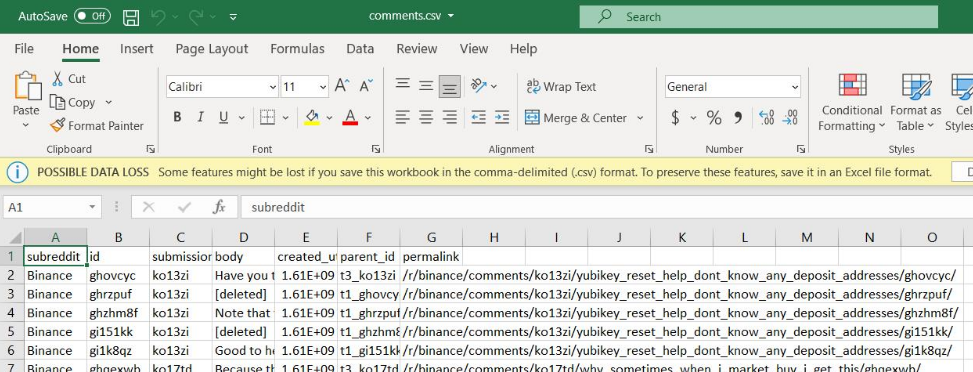 AutoSave Off comments.csv Search
File Home Insert Page Layout Formulas Data Review View Help
Cut
Copy
Format Painter
Paste
Clipboard
Calibri 11 A^ Aˇ
B I U A
Font
ab Wrap Text
Merge & Center
Alignment
General
$ % 9
Number
Conditional Formatting
Format as Table
Styles
Styles
POSSIBLE DATA LOSS Some features might be lost if you save this workbook in the comma-delimited (.csv) format. To preserve these features, save it in an Excel file format.
A1 fx subreddit
A B C D E F G H I J K L M N O
1 subreddit id submission body created_u parent_id permalink
2 Binance ghovcyc ko13zi Have you t 1.61E+09 t3_ko13zi /r/binance/comments/ko13zi/yubikey_reset_help_dont_know_any_deposit_addresses/ghovcyc/
3 Binance ghrzpuf ko13zi [deleted] 1.61E+09 t1_ghovcy /r/binance/comments/ko13zi/yubikey_reset_help_dont_know_any_deposit_addresses/ghrzpuf/
4 Binance ghzhm8f ko13zi Note that 1.61E+09 t1_ghrzpuf /r/binance/comments/ko13zi/yubikey_reset_help_dont_know_any_deposit_addresses/ghzhm8f/
5 Binance gi151kk ko13zi [deleted] 1.61E+09 t1_ghzhm8 /r/binance/comments/ko13zi/yubikey_reset_help_dont_know_any_deposit_addresses/gi151kk/
6 Binance gi1k8qz ko13zi Good to he 1.61E+09 t1_gi151kk /r/binance/comments/ko13zi/yubikey_reset_help_dont_know_any_deposit_addresses/gi1k8qz/
7 Binance ghqexwb ko17td Because th 1.61E+09 t3_ko17td /r/binance/comments/ko17td/why_sometimes_when_i_market_buy_i_get_this/ghqexwb/